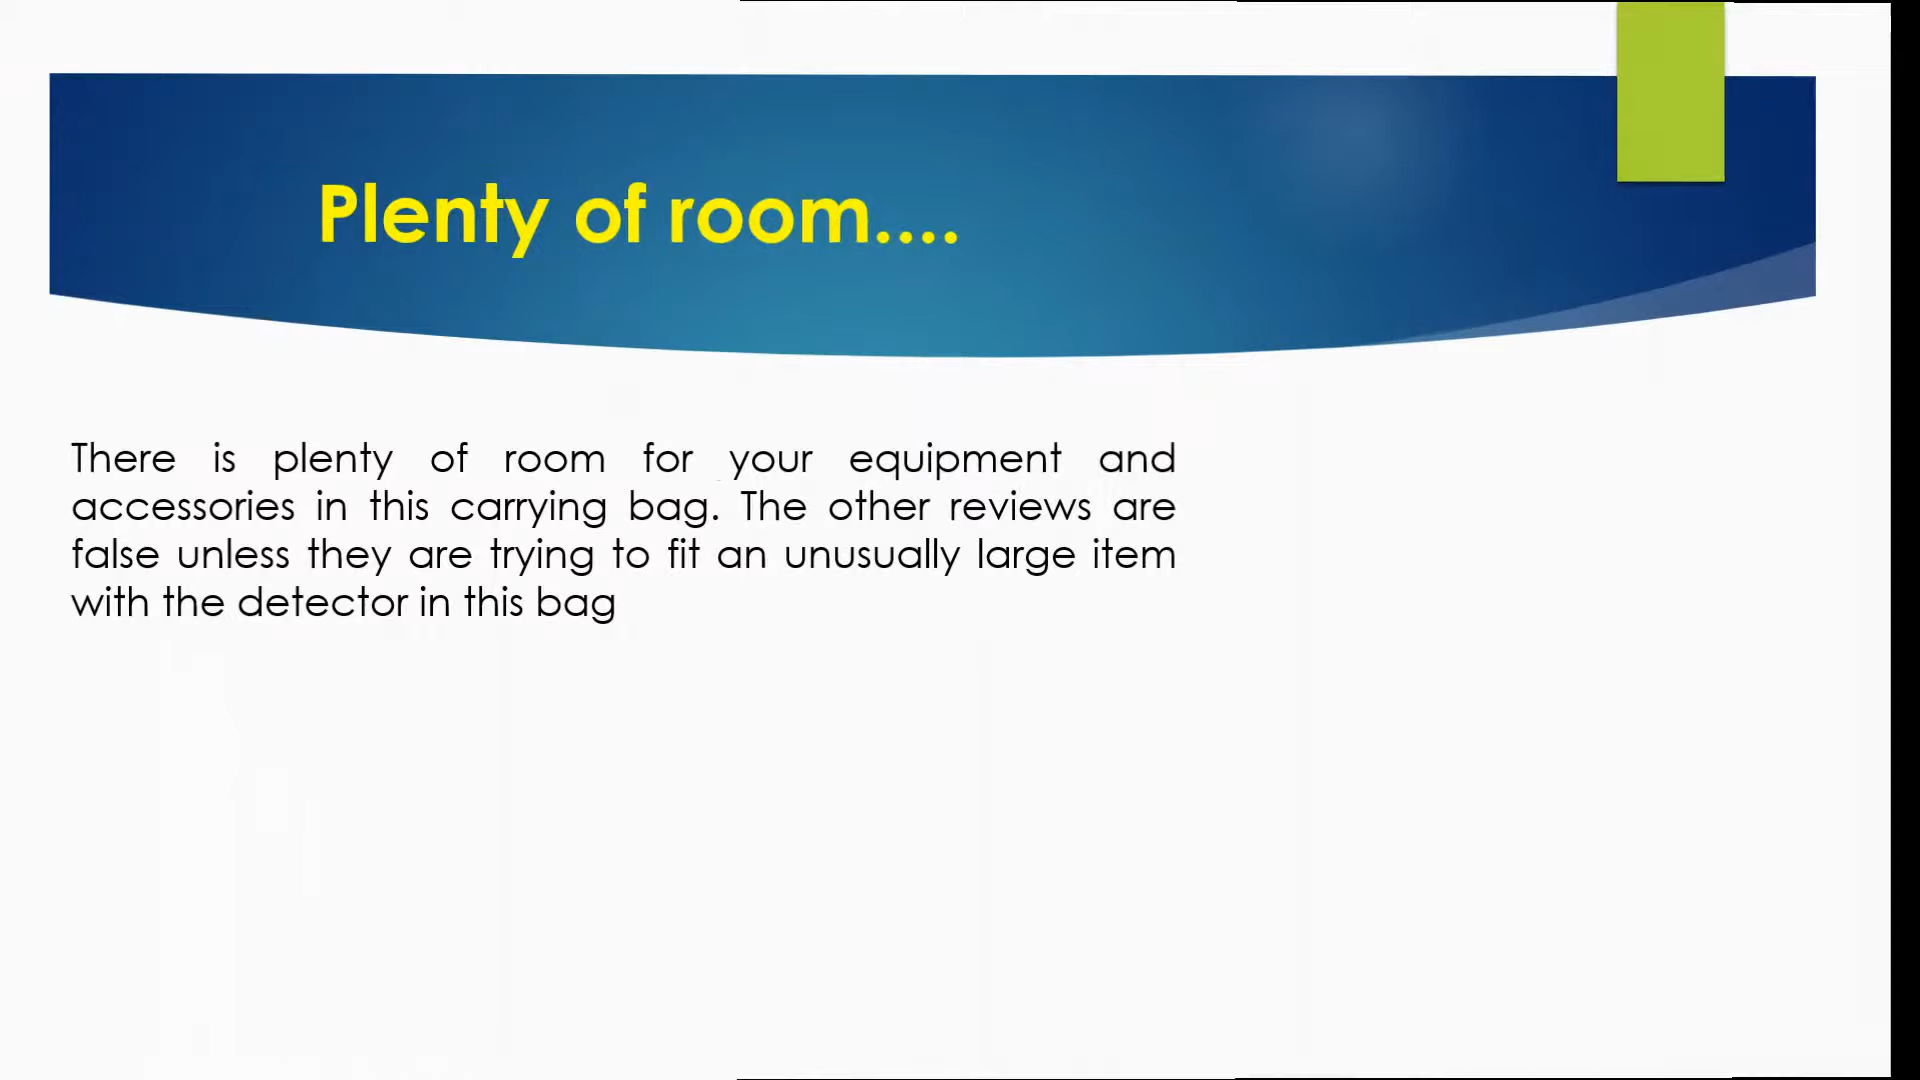 Plenty of room....
There is plenty of room for your equipment and
accessories in this carrying bag. The other reviews are
false unless they are trying to fit an unusually large item
with the detector in this bag